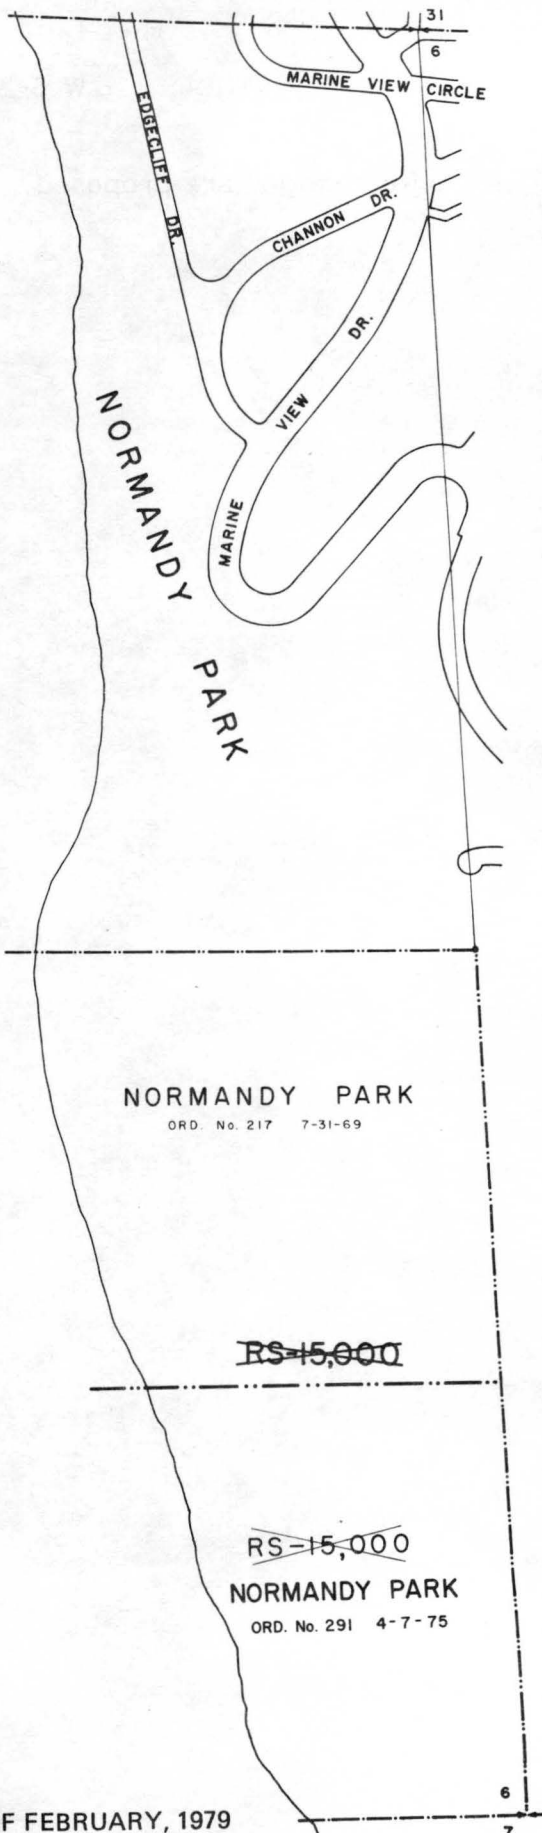 31
6
MARINE VIEW CIRCLE
EDGECLIFF DR.
CHANNON DR.
MARINE VIEW DR.
NORMANDY PARK
NORMANDY PARK
ORD. No. 217 7-31-69
RS-15,000
RS-15,000
NORMANDY PARK
ORD. No. 291 4-7-75
6
7
F FEBRUARY, 1979